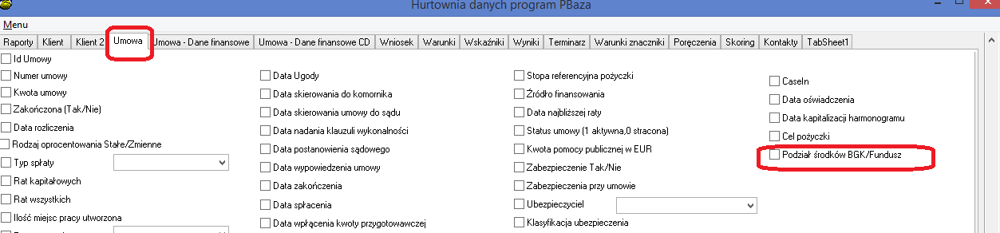 Hurtownia danych program PBaza
Menu
Raporty Klient Klient 2 Umowa Umowa - Dane finansowe Umowa - Dane finansowe CD Wniosek Warunki Wskaźniki Wyniki Terminarz Warunki znaczniki Poręczenia Skoring Kontakty TabSheet1
Id Umowy
Numer umowy
Kwota umowy
Zakończona (Tak/Nie)
Data rozliczenia
Rodzaj oprocentowania Stałe/Zmienne
Typ spłaty
Rat kapitałowych
Rat wszystkich
Ilość miejsc pracy utworzona
Data Ugody
Data skierowania do komornika
Data skierowania umowy do sądu
Data nadania klauzuli wykonalności
Data postanowienia sądowego
Data wypowiedzenia umowy
Data zakończenia
Data spłacenia
Data wpłącenia kwoty przygotowawczej
Stopa referencyjna pożyczki
Źródło finansowania
Data najbliższej raty
Status umowy (1 aktywna,0 stracona)
Kwota pomocy publicznej w EUR
Zabezpieczenie Tak/Nie
Zabezpieczenia przy umowie
Ubezpieczyciel
Klasyfikacja ubezpieczenia
CaseIn
Data oświadczenia
Data kapitalizacji harmonogramu
Cel pożyczki
Podział środków BGK/Fundusz